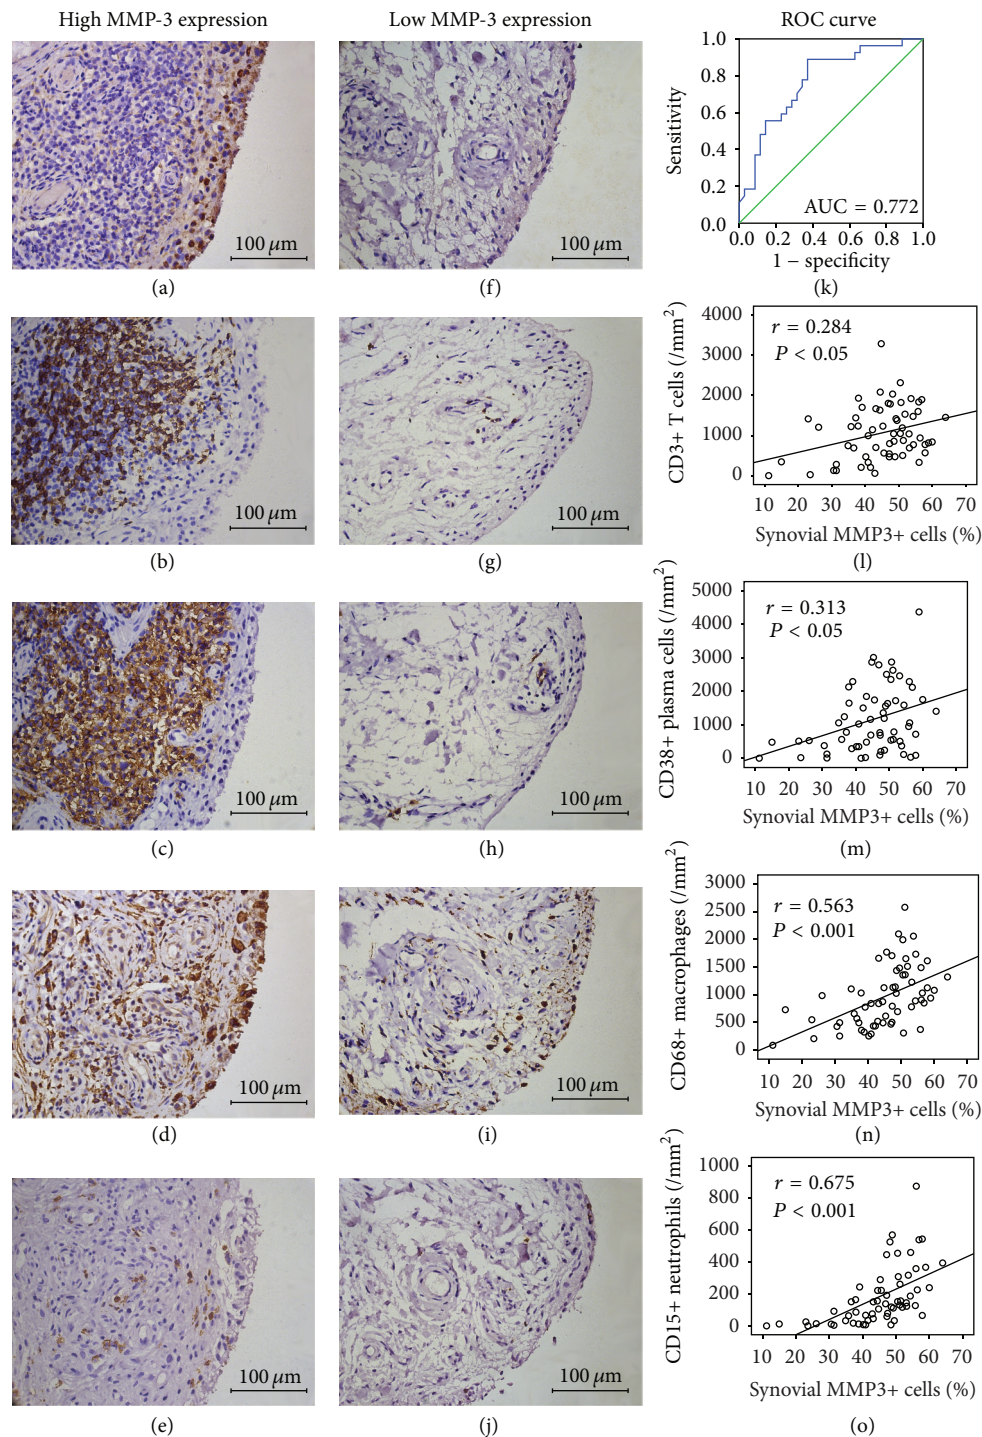 High MMP-3 expression
Low MMP-3 expression
ROC curve
100 μm
(a)
100 μm
(f)
Sensitivity
1.0
0.8
0.6
0.4
0.2
0.0
AUC = 0.772
0.0 0.2 0.4 0.6 0.8 1.0
1 − specificity
(k)
100 μm
(b)
100 μm
(g)
CD3+ T cells (/mm²)
4000
3000
2000
1000
0
r = 0.284
P < 0.05
10 20 30 40 50 60 70
Synovial MMP3+ cells (%)
(l)
100 μm
(c)
100 μm
(h)
CD38+ plasma cells (/mm²)
5000
4000
3000
2000
1000
0
r = 0.313
P < 0.05
10 20 30 40 50 60 70
Synovial MMP3+ cells (%)
(m)
100 μm
(d)
100 μm
(i)
CD68+ macrophages (/mm²)
3000
2500
2000
1500
1000
500
0
r = 0.563
P < 0.001
10 20 30 40 50 60 70
Synovial MMP3+ cells (%)
(n)
100 μm
(e)
100 μm
(j)
CD15+ neutrophils (/mm²)
1000
800
600
400
200
0
r = 0.675
P < 0.001
10 20 30 40 50 60 70
Synovial MMP3+ cells (%)
(o)